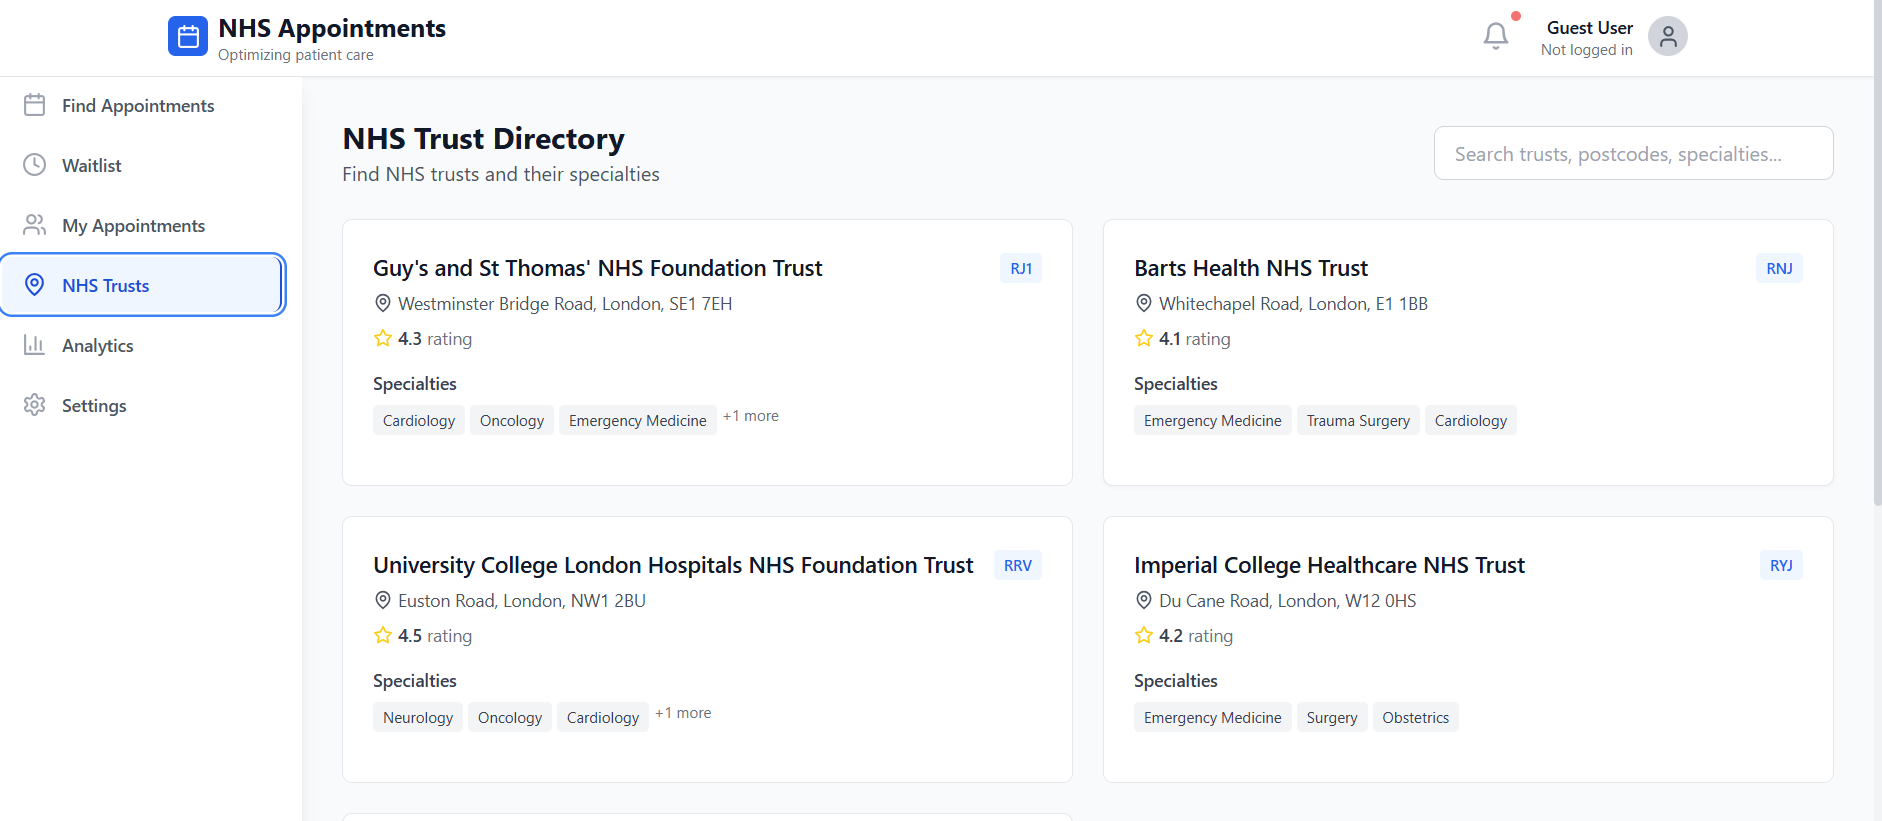 NHS Appointments
Optimizing patient care
Guest User
Not logged in
Find Appointments
Waitlist
My Appointments
NHS Trusts
Analytics
Settings
NHS Trust Directory
Find NHS trusts and their specialties
Search trusts, postcodes, specialties...
Guy's and St Thomas' NHS Foundation Trust
RJ1
Westminster Bridge Road, London, SE1 7EH
4.3 rating
Specialties
Cardiology
Oncology
Emergency Medicine
+1 more
Barts Health NHS Trust
RNJ
Whitechapel Road, London, E1 1BB
4.1 rating
Specialties
Emergency Medicine
Trauma Surgery
Cardiology
University College London Hospitals NHS Foundation Trust
RRV
Euston Road, London, NW1 2BU
4.5 rating
Specialties
Neurology
Oncology
Cardiology
+1 more
Imperial College Healthcare NHS Trust
RYJ
Du Cane Road, London, W12 0HS
4.2 rating
Specialties
Emergency Medicine
Surgery
Obstetrics